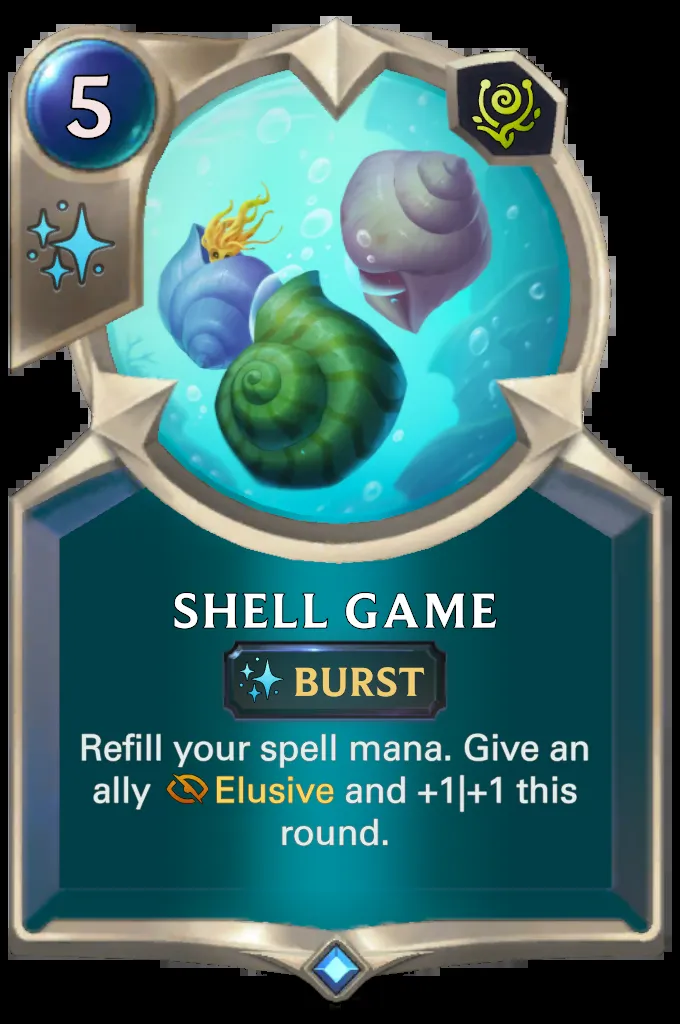 5
SHELL GAME
BURST
Refill your spell mana. Give an
ally Elusive and +1|+1 this
round.